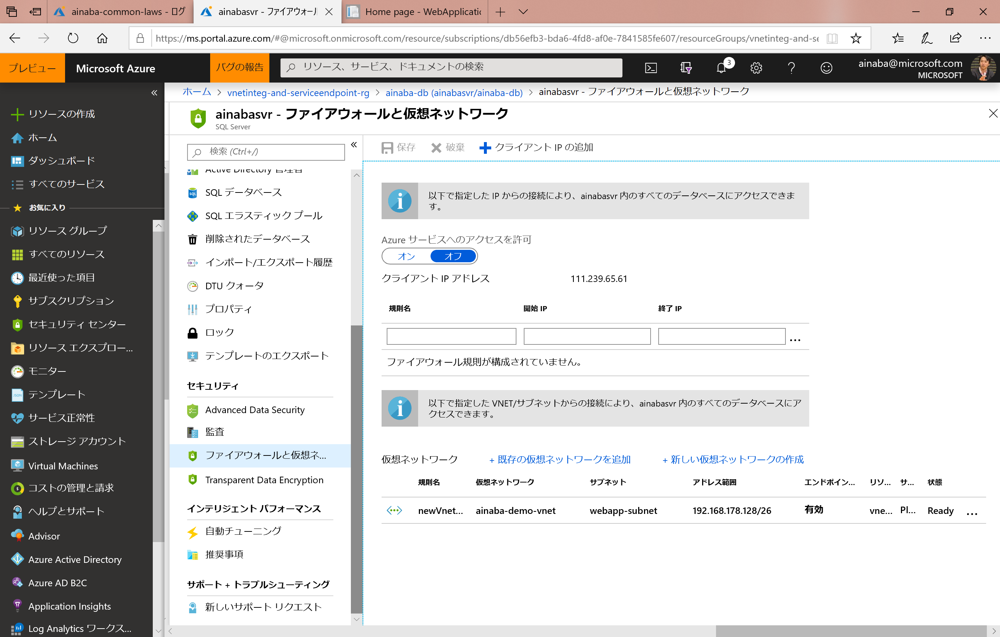 ainaba-common-laws - ログ
ainabasvr - ファイアウォール
Home page - WebApplicatio
https://ms.portal.azure.com/#@microsoft.onmicrosoft.com/resource/subscriptions/db56efb3-bda6-4fd8-af0e-7841585fe607/resourceGroups/vnetinteg-and-se
プレビュー
Microsoft Azure
バグの報告
リソース、サービス、ドキュメントの検索
3
ainaba@microsoft.com
MICROSOFT
ホーム > vnetinteg-and-serviceendpoint-rg > ainaba-db (ainabasvr/ainaba-db) > ainabasvr - ファイアウォールと仮想ネットワーク
リソースの作成
ホーム
ダッシュボード
すべてのサービス
お気に入り
リソース グループ
すべてのリソース
最近使った項目
サブスクリプション
セキュリティ センター
リソース エクスプロー...
モニター
テンプレート
サービス正常性
ストレージ アカウント
Virtual Machines
コストの管理と請求
ヘルプとサポート
Advisor
Azure Active Directory
Azure AD B2C
Application Insights
Log Analytics ワークス...
ainabasvr - ファイアウォールと仮想ネットワーク
SQL Server
検索 (Ctrl+/)
Active Directory 管理者
SQL データベース
SQL エラスティック プール
削除されたデータベース
インポート/エクスポート履歴
DTU クォータ
プロパティ
ロック
テンプレートのエクスポート
セキュリティ
Advanced Data Security
監査
ファイアウォールと仮想ネ...
Transparent Data Encryption
インテリジェント パフォーマンス
自動チューニング
推奨事項
サポート + トラブルシューティング
新しいサポート リクエスト
保存
破棄
クライアント IP の追加
以下で指定した IP からの接続により、ainabasvr 内のすべてのデータベースにアクセスできま
す。
Azure サービスへのアクセスを許可
オン
オフ
クライアント IP アドレス 111.239.65.61
規則名 開始 IP 終了 IP
...
ファイアウォール規則が構成されていません。
以下で指定した VNET/サブネットからの接続により、ainabasvr 内のすべてのデータベースにア
クセスできます。
仮想ネットワーク + 既存の仮想ネットワークを追加 + 新しい仮想ネットワークの作成
規則名 仮想ネットワーク サブネット アドレス範囲 エンドポイン... リソ... サ... 状態
newVnet... ainaba-demo-vnet webapp-subnet 192.168.178.128/26 有効 vne... Pl... Ready ...